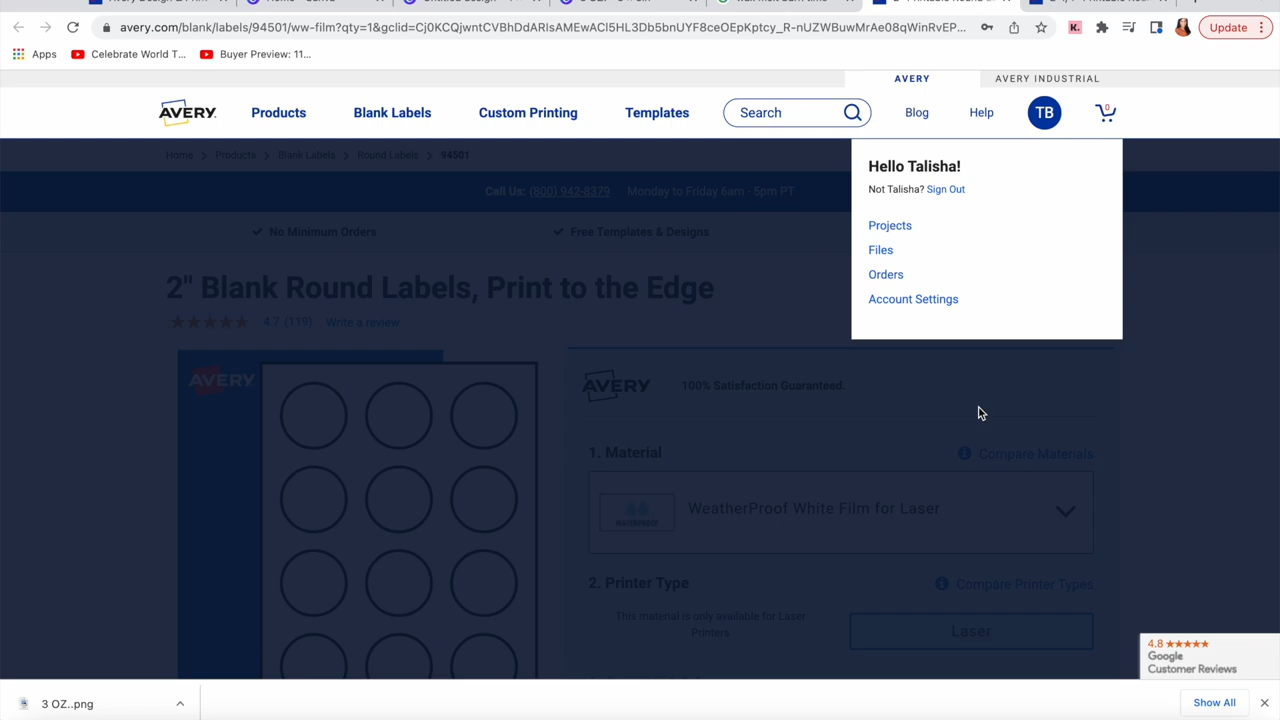 avery.com/blank/labels/94501/ww-film?qty=1&gclid=Cj0KCQjwntCVBhDdARIsAMEwACl5HL3Db5bnUYF8ceOEpKptcy_R-nUZWBuwMrAe08qWinRvEP...
Update
Apps
Celebrate World T...
Buyer Preview: 11...
AVERY
AVERY INDUSTRIAL
AVERY
Products
Blank Labels
Custom Printing
Templates
Search
Blog
Help
TB
0
Home > Products > Blank Labels > Round Labels > 94501
Call Us: (800) 942-8379 Monday to Friday 6am - 5pm PT
No Minimum Orders
Free Templates & Designs
Hello Talisha!
Not Talisha? Sign Out
Projects
Files
Orders
Account Settings
2" Blank Round Labels, Print to the Edge
4.7 (119) Write a review
AVERY
AVERY
100% Satisfaction Guaranteed.
1. Material
Compare Materials
WATERPROOF
WeatherProof White Film for Laser
2. Printer Type
Compare Printer Types
This material is only available for Laser
Printers
Laser
4.8
Google
Customer Reviews
3 OZ..png
Show All